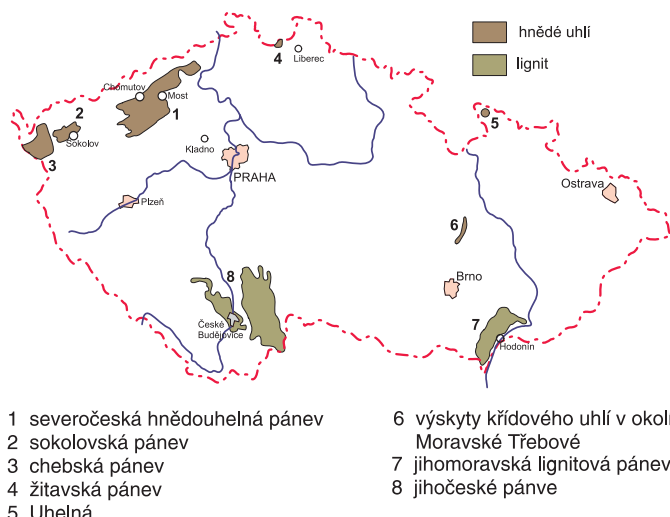 hnědé uhlí
lignit
4
Liberec
Chomutov
Most
1
2
Sokolov
3
Kladno
PRAHA
Plzeň
5
Ostrava
6
Brno
8
České
Budějovice
7
Hodonín
1 severočeská hnědouhelná pánev
2 sokolovská pánev
3 chebská pánev
4 žitavská pánev
5 Uhelná
6 výskyty křídového uhlí v okol
Moravské Třebové
7 jihomoravská lignitová pánev
8 jihočeské pánve